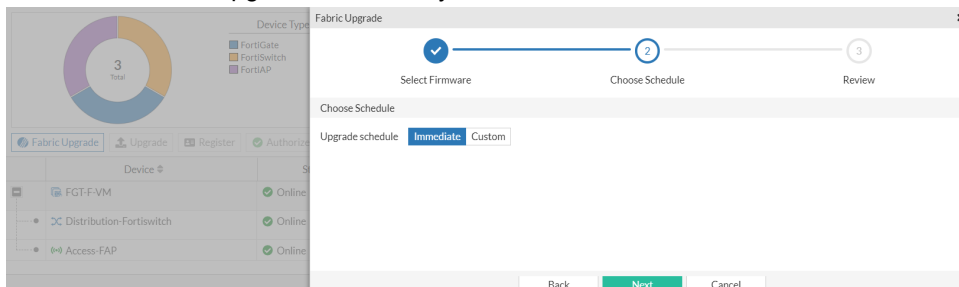 Device Type
3
Total
FortiGate
FortiSwitch
FortiAP
Fabric Upgrade
Upgrade
Register
Authorize
Device
FGT-F-VM
Online
Distribution-Fortiswitch
Online
Access-FAP
Online
Fabric Upgrade
2
3
Select Firmware
Choose Schedule
Review
Choose Schedule
Upgrade schedule Immediate Custom
Back Next Cancel